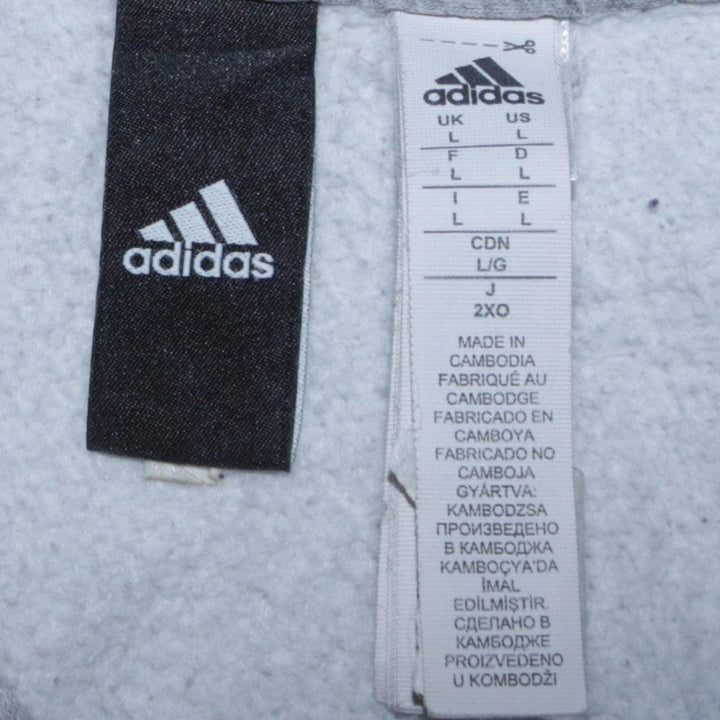 adidas
adidas
UK US
L L
F D
L L
I E
L L
CDN
L/G
J
2XO
MADE IN
CAMBODIA
FABRIQUÉ AU
CAMBODGE
FABRICADO EN
CAMBOYA
FABRICADO NO
CAMBOJA
GYÁRTVA:
KAMBODZSA
ПРОИЗВЕДЕНО
В КАМБОДЖА
KAMBOÇYA'DA
İMAL
EDİLMİŞTİR.
СДЕЛАНО В
КАМБОДЖЕ
PROIZVEDENO
U KOMBODŽI